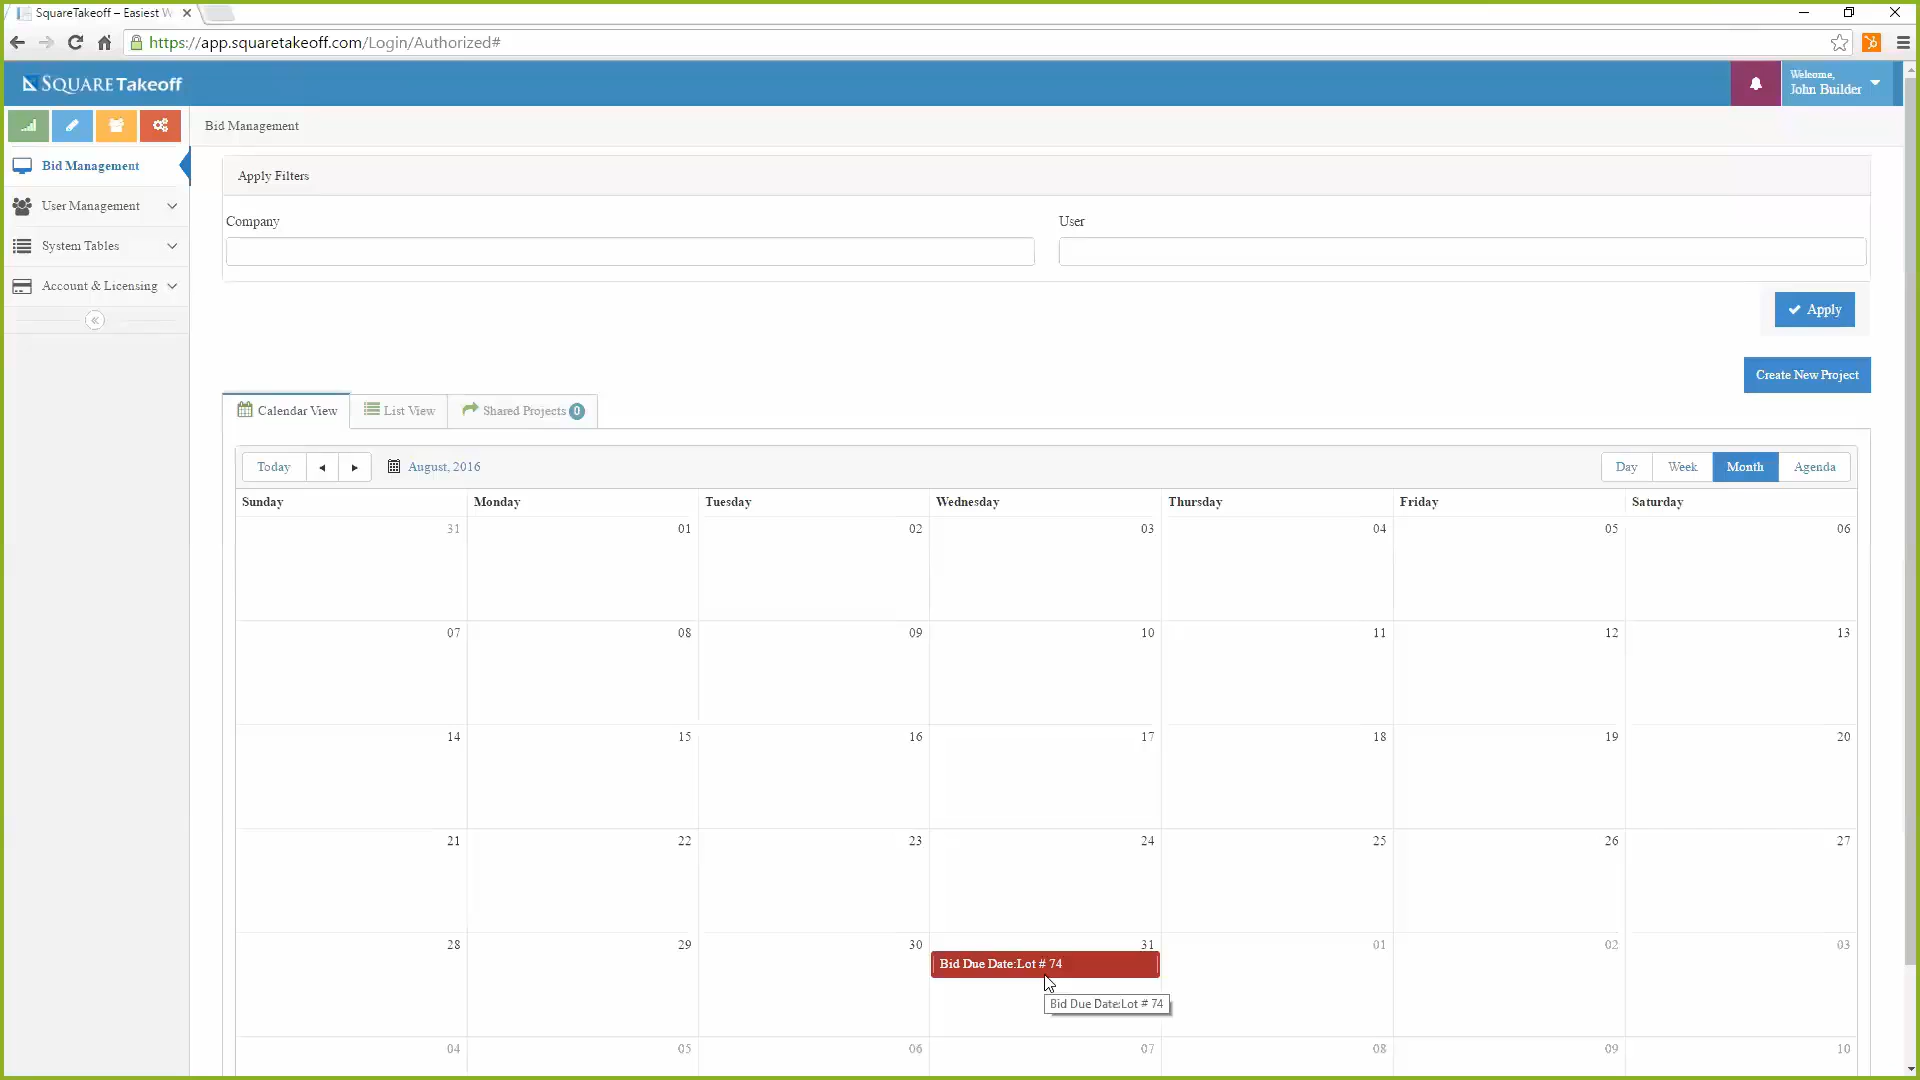 SquareTakeoff – Easiest W
https://app.squaretakeoff.com/Login/Authorized#
SQUARETakeoff
Welcome,
John Builder
Bid Management
Bid Management
User Management
System Tables
Account & Licensing
Apply Filters
Company
User
Apply
Create New Project
Calendar View
List View
Shared Projects 0
Today
August, 2016
Day Week Month Agenda
Sunday Monday Tuesday Wednesday Thursday Friday Saturday
31 01 02 03 04 05 06
07 08 09 10 11 12 13
14 15 16 17 18 19 20
21 22 23 24 25 26 27
28 29 30 31 01 02 03
Bid Due Date:Lot # 74
Bid Due Date:Lot # 74
04 05 06 07 08 09 10